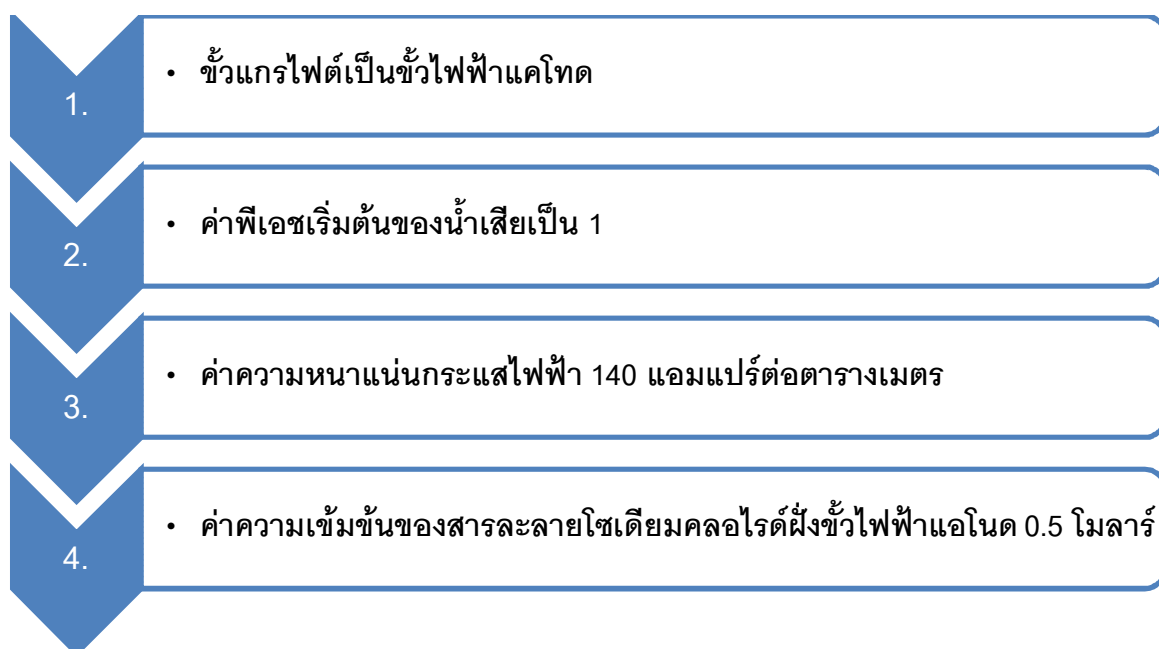 1.
• ขั้วแกรไฟต์เป็นขั้วไฟฟ้าแคโทด
2.
• ค่าพีเอชเริ่มต้นของน้ำเสียเป็น 1
3.
• ค่าความหนาแน่นกระแสไฟฟ้า 140 แอมแปร์ต่อตารางเมตร
4.
• ค่าความเข้มข้นของสารละลายโซเดียมคลอไรด์ฝั่งขั้วไฟฟ้าแอโนด 0.5 โมลาร์